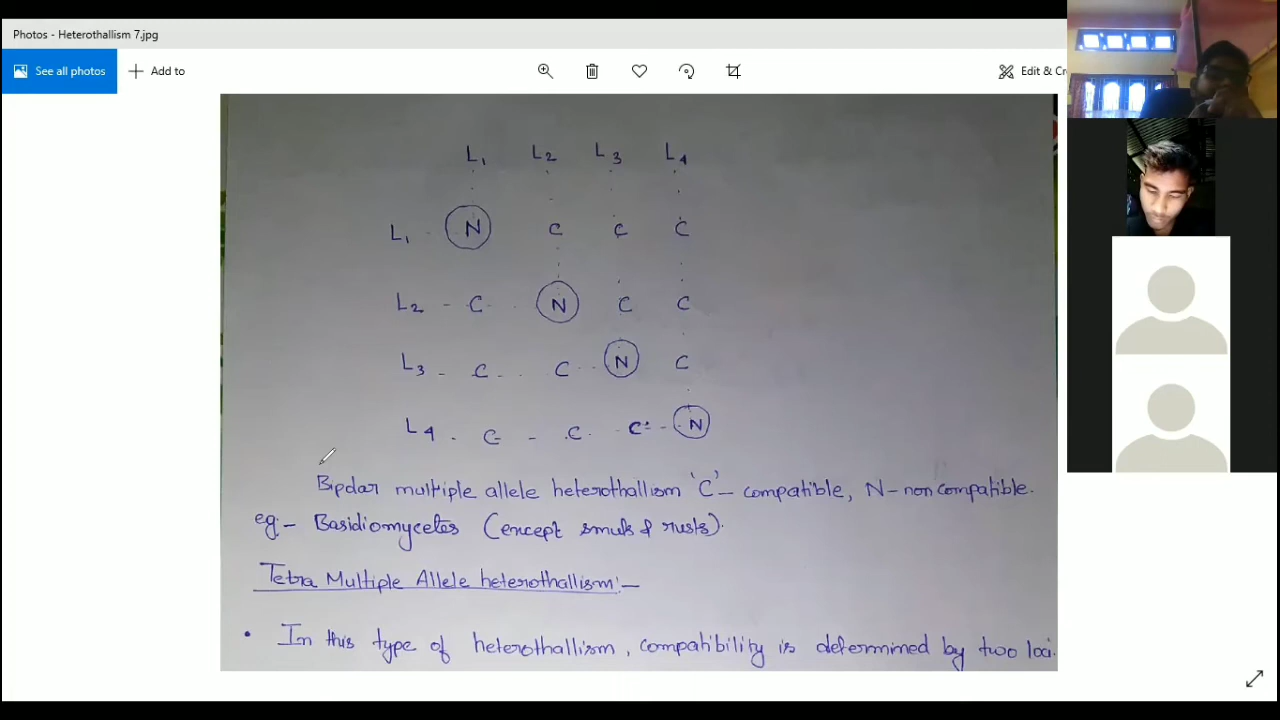 Photos - Heterothallism 7.jpg
See all photos
Add to
Edit & Cr
L1 L2 L3 L4
L1 N C C C
L2 - C N C C
L3 - C C N C
L4 - C - C C - N
Bipolar multiple allele heterothallism 'C' - compatible, N - non compatible.
eg:- Basidiomycetes (encept smuts & rusts).
Tetra Multiple Allele heterothallism:-
• In this type of heterothallism, compatibility is determined by two loci.